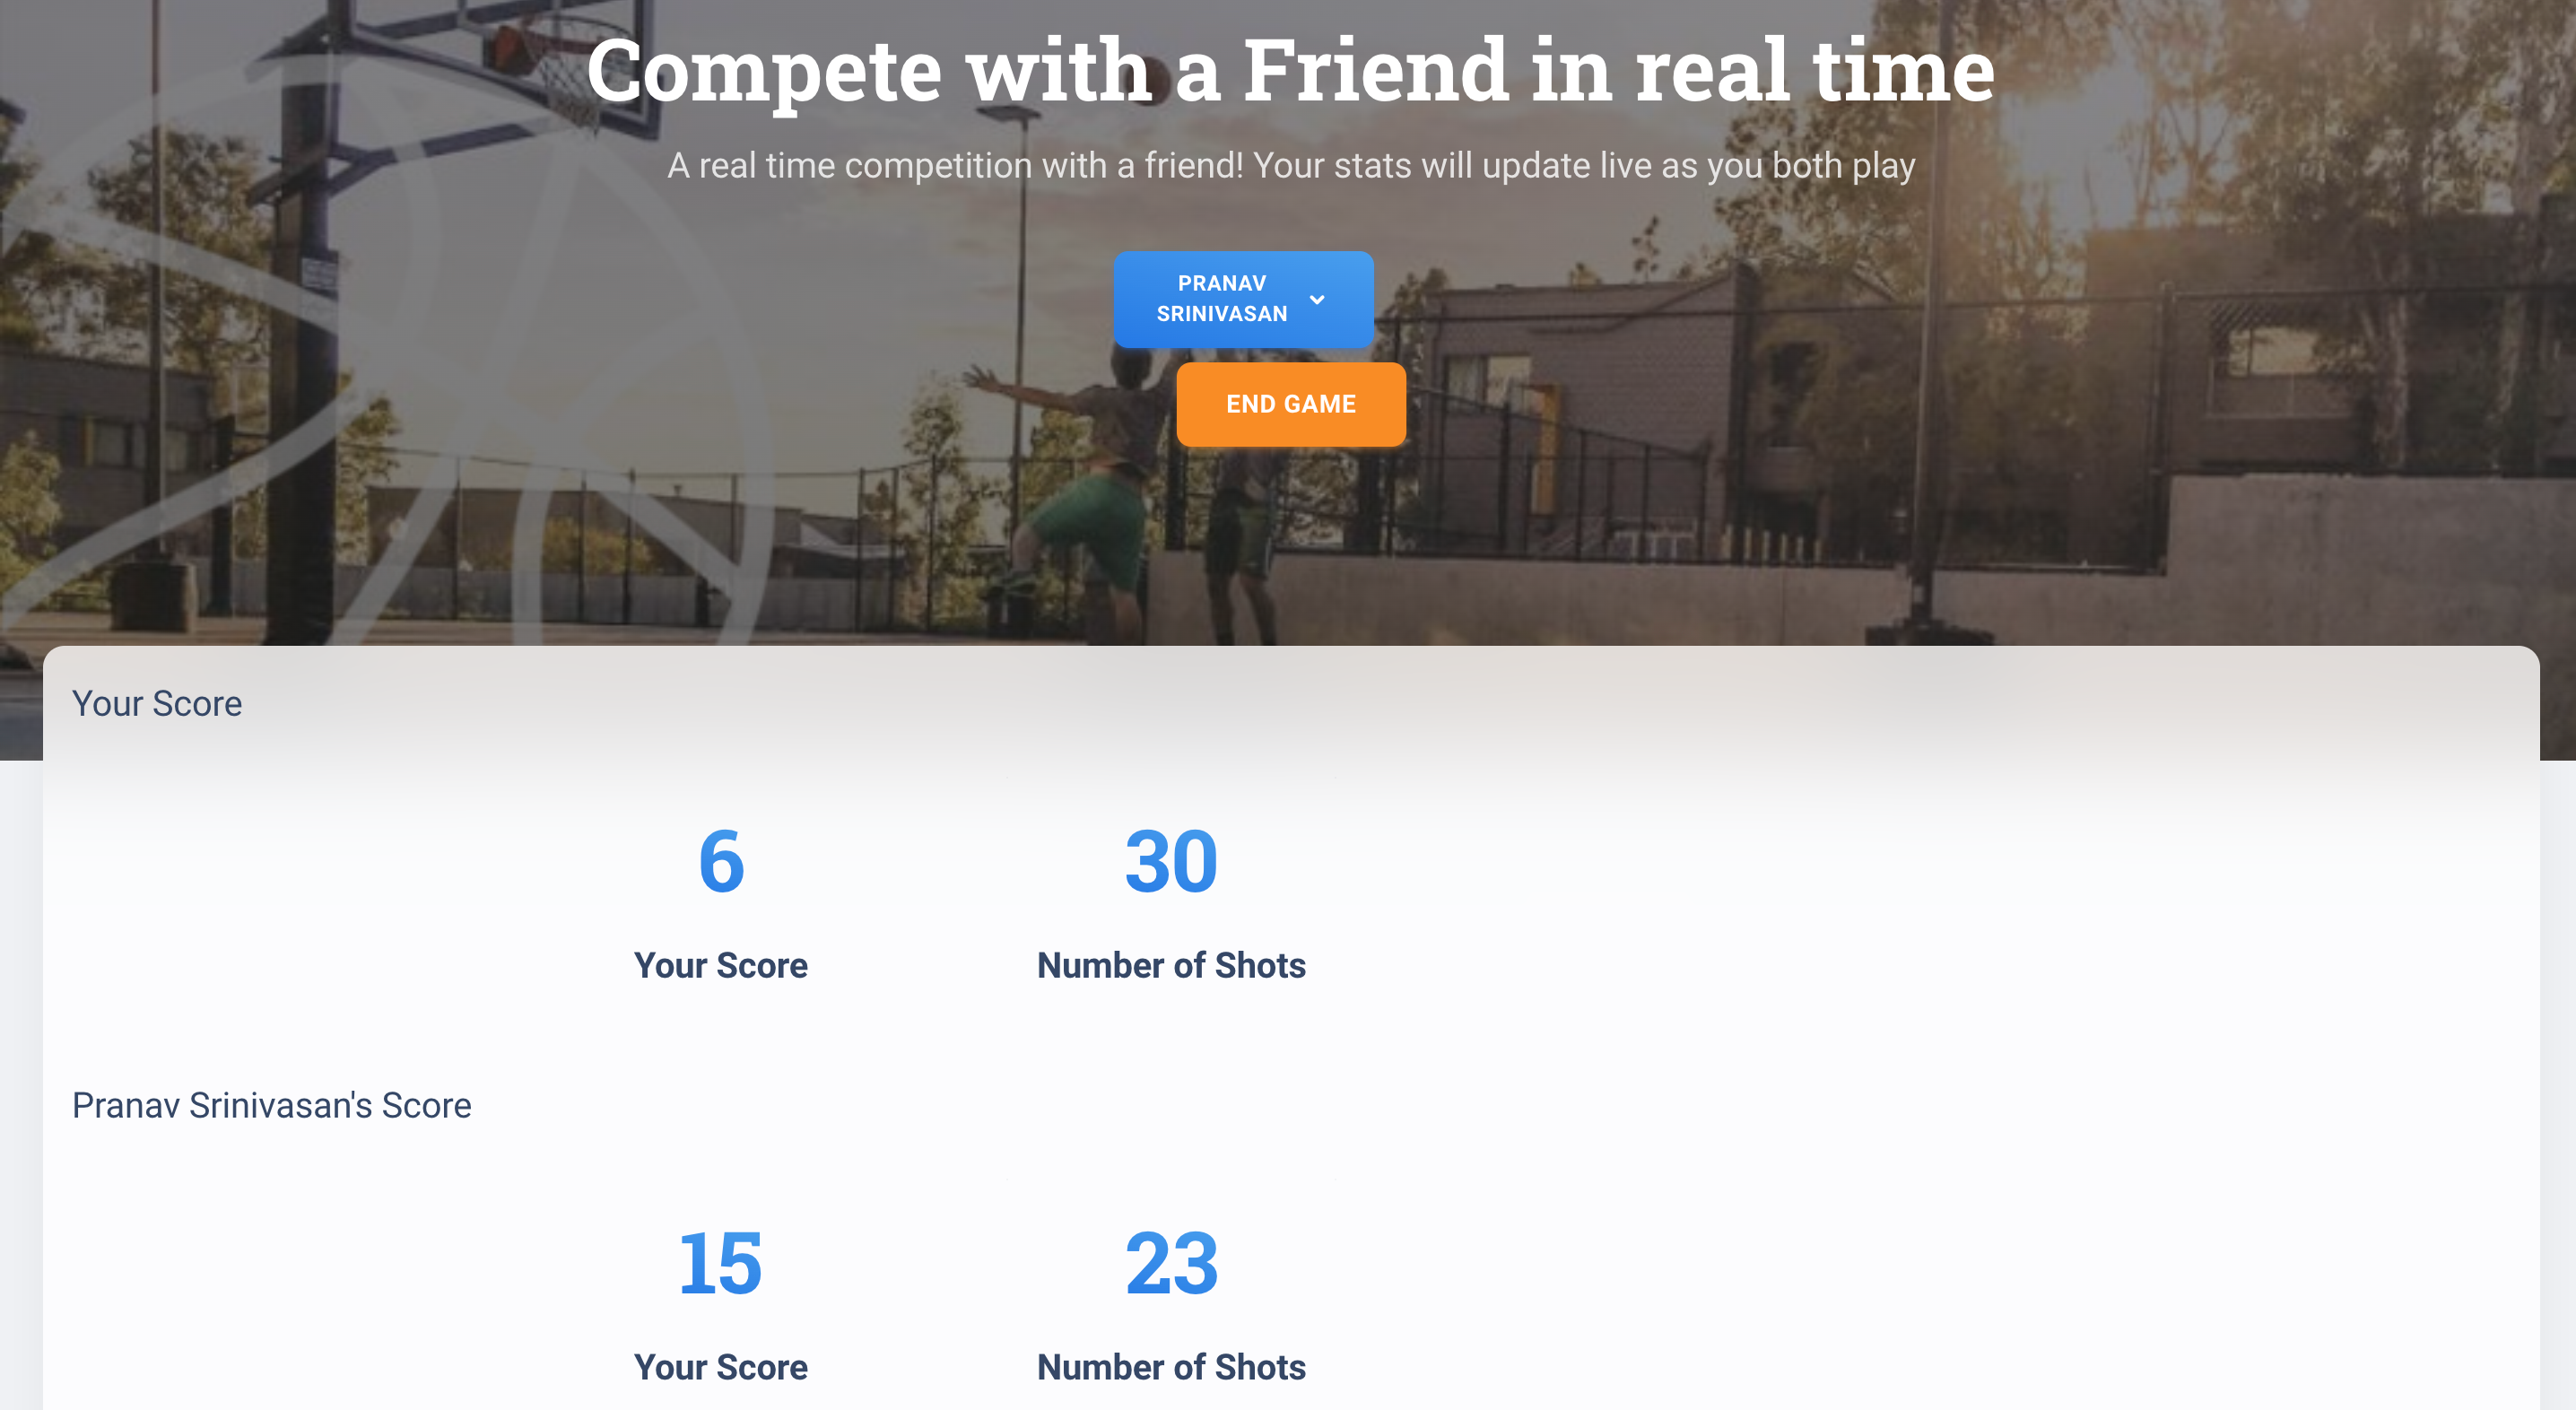 Compete with a Friend in real time
A real time competition with a friend! Your stats will update live as you both play
PRANAV
SRINIVASAN
END GAME
Your Score
6
30
Your Score
Number of Shots
Pranav Srinivasan's Score
15
23
Your Score
Number of Shots